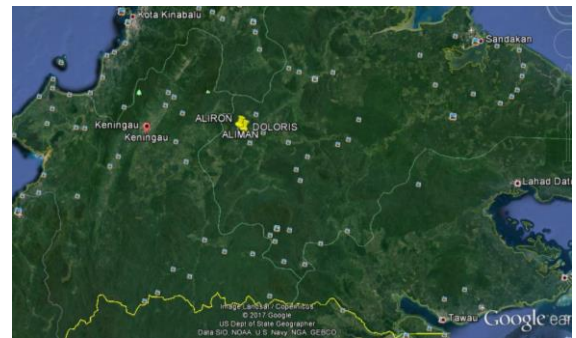 Kota Kinabalu
Sandakan
ALIRON
Keningau
DOLORIS
Keningau
ALIMAN
Lahad Datu
Image Landsat / Copernicus
© 2017 Google
US Dept of State Geographer
Tawau
Google ear
Data SIO, NOAA, U.S. Navy, NGA, GEBCO